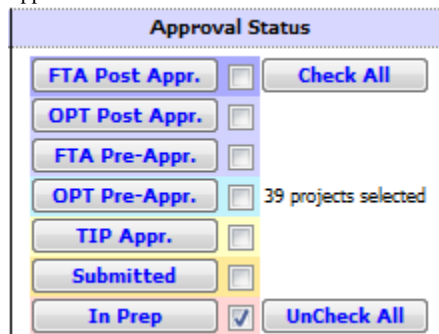 Approval Status
FTA Post Appr. Check All
OPT Post Appr.
FTA Pre-Appr.
OPT Pre-Appr. 39 projects selected
TIP Appr.
Submitted
In Prep UnCheck All